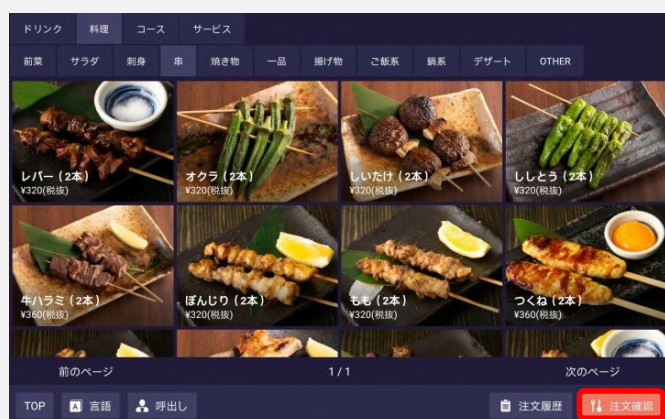 ドリンク 料理 コース サービス
前菜 サラダ 刺身 串 焼き物 一品 揚げ物 ご飯系 鍋系 デザート OTHER
レバー (2本) オクラ (2本) しいたけ (2本) ししとう (2本)
¥320(税抜) ¥320(税抜) ¥320(税抜) ¥320(税抜)
牛ハラミ (2本) ぼんじり (2本) もも (2本) つくね (2本)
¥360(税抜) ¥320(税抜) ¥320(税抜) ¥360(税抜)
前のページ 1 / 1 次のページ
TOP A 言語 呼出し 注文履歴 注文確認